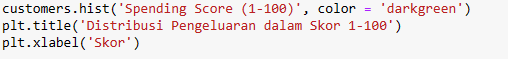 customers.hist('Spending Score (1-100)', color = 'darkgreen')
plt.title('Distribusi Pengeluaran dalam Skor 1-100')
plt.xlabel('Skor')